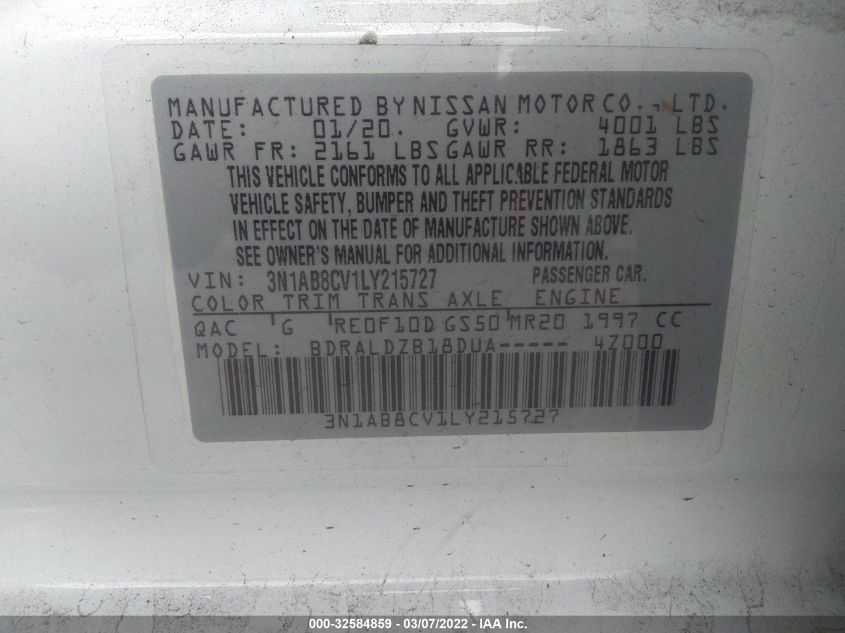 MANUFACTURED BY NISSAN MOTOR CO., LTD.
DATE: 01/20. GVWR: 4001 LBS
GAWR FR: 2161 LBS GAWR RR: 1863 LBS
THIS VEHICLE CONFORMS TO ALL APPLICABLE FEDERAL MOTOR
VEHICLE SAFETY, BUMPER AND THEFT PREVENTION STANDARDS
IN EFFECT ON THE DATE OF MANUFACTURE SHOWN ABOVE.
SEE OWNER'S MANUAL FOR ADDITIONAL INFORMATION.
VIN: 3N1AB8CV1LY215727 PASSENGER CAR.
COLOR TRIM TRANS AXLE ENGINE
QAC G RE0F10D GS50 MR20 1997 CC
MODEL: BDRALDZB18DUA----- 4Z000
3N1AB8CV1LY215727
000-32584859 - 03/07/2022 - IAA Inc.